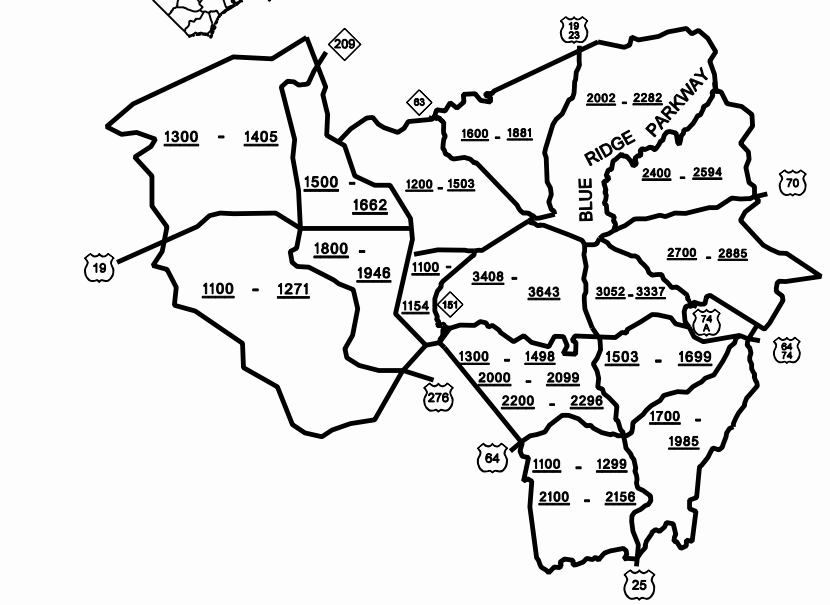 19
23
209
63
2002 - 2282
BLUE RIDGE PARKWAY
1300 - 1405
1600 - 1881
2400 - 2594
1500 -
1662
1200 - 1503
70
1800 -
1946
2700 - 2885
19
1100 -
1154
3408 -
3643
1100 - 1271
3052 - 3337
151
74
A
64
74
1300 - 1498
2000 - 2099
2200 - 2296
1503 - 1699
276
1700 -
1985
64
1100 - 1299
2100 - 2156
25